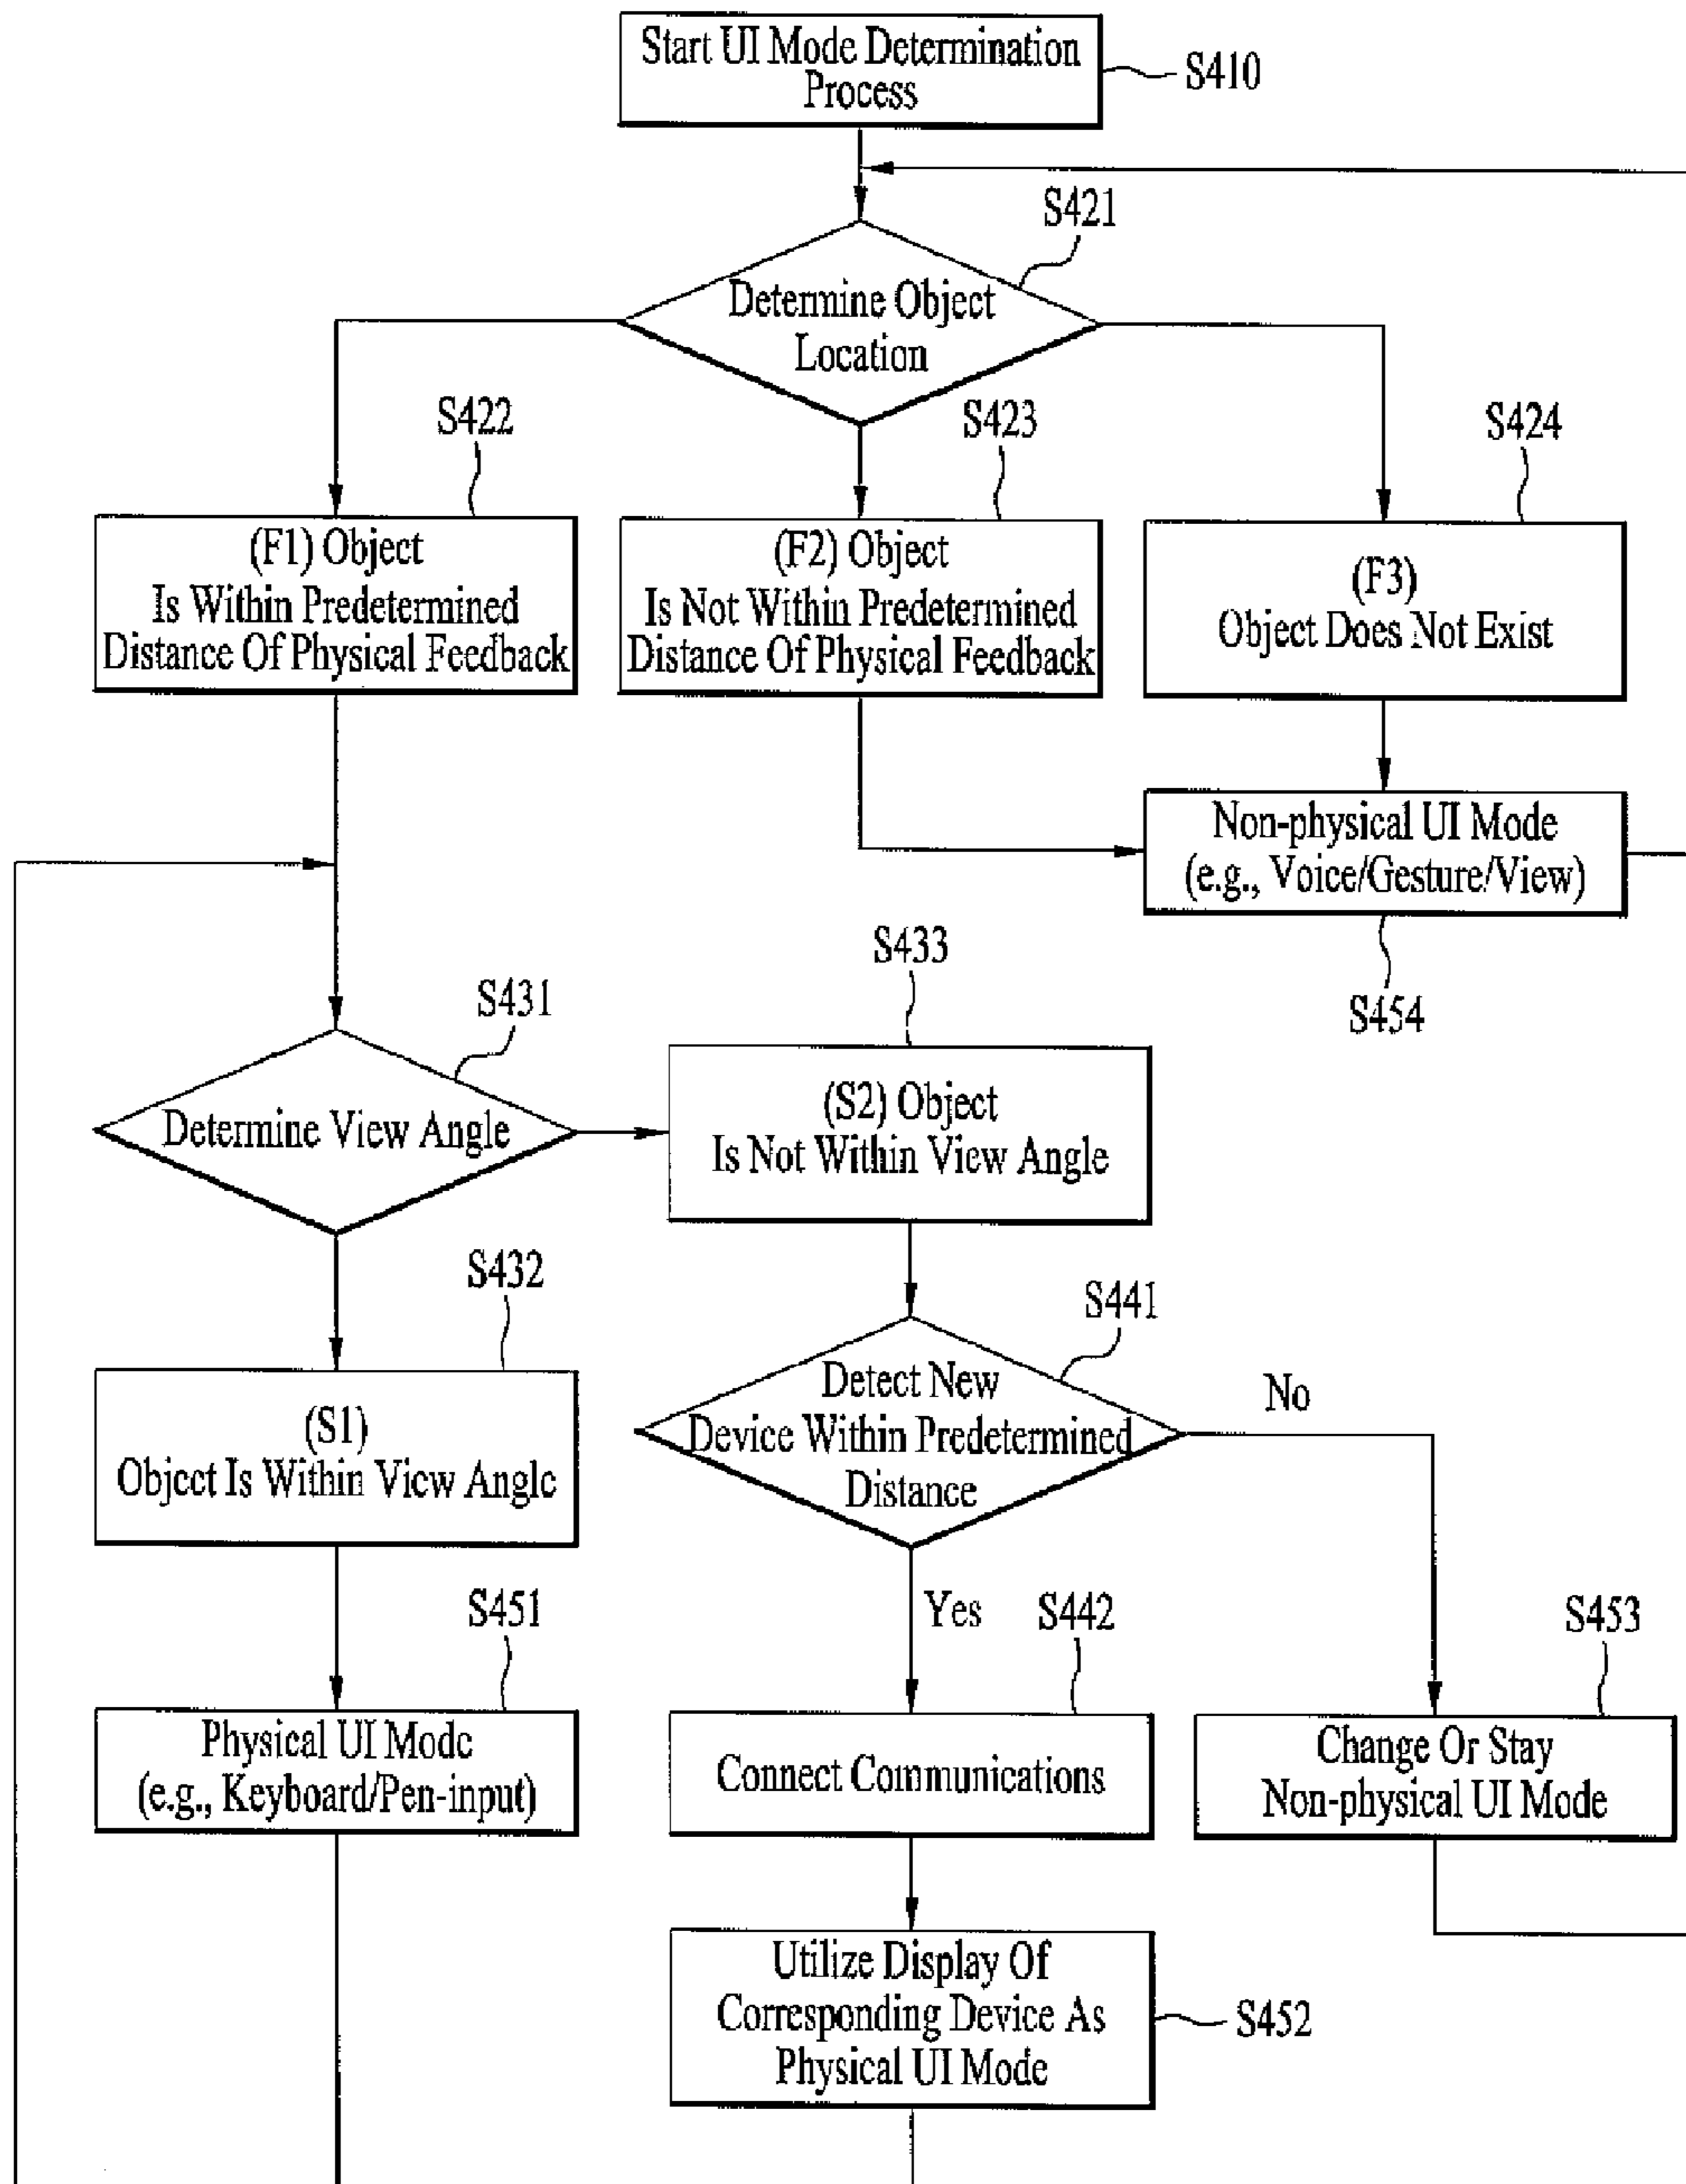 Start UI Mode Determination
Process
S410
S421
Determine Object
Location
S422
S423
S424
(F1) Object
Is Within Predetermined
Distance Of Physical Feedback
(F2) Object
Is Not Within Predetermined
Distance Of Physical Feedback
(F3)
Object Does Not Exist
Non-physical UI Mode
(e.g., Voice/Gesture/View)
S454
S431
Determine View Angle
S433
(S2) Object
Is Not Within View Angle
S432
(S1)
Object Is Within View Angle
S441
Detect New
Device Within Predetermined
Distance
No
Yes
S451
Physical UI Mode
(e.g., Keyboard/Pen-input)
S442
Connect Communications
S453
Change Or Stay
Non-physical UI Mode
Utilize Display Of
Corresponding Device As
Physical UI Mode
S452